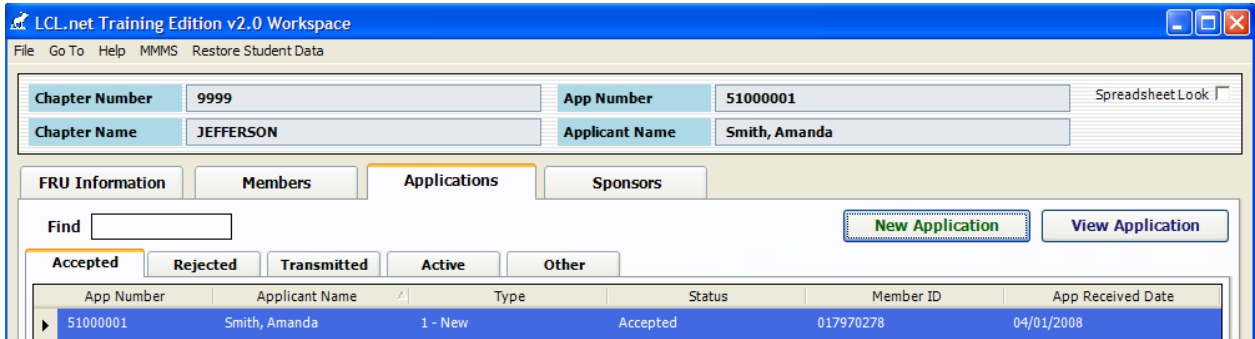 LCL.net Training Edition v2.0 Workspace
File Go To Help MMMS Restore Student Data
Chapter Number 9999 App Number 51000001 Spreadsheet Look
Chapter Name JEFFERSON Applicant Name Smith, Amanda
FRU Information Members Applications Sponsors
Find New Application View Application
Accepted Rejected Transmitted Active Other
App Number Applicant Name Type Status Member ID App Received Date
51000001 Smith, Amanda 1 - New Accepted 017970278 04/01/2008